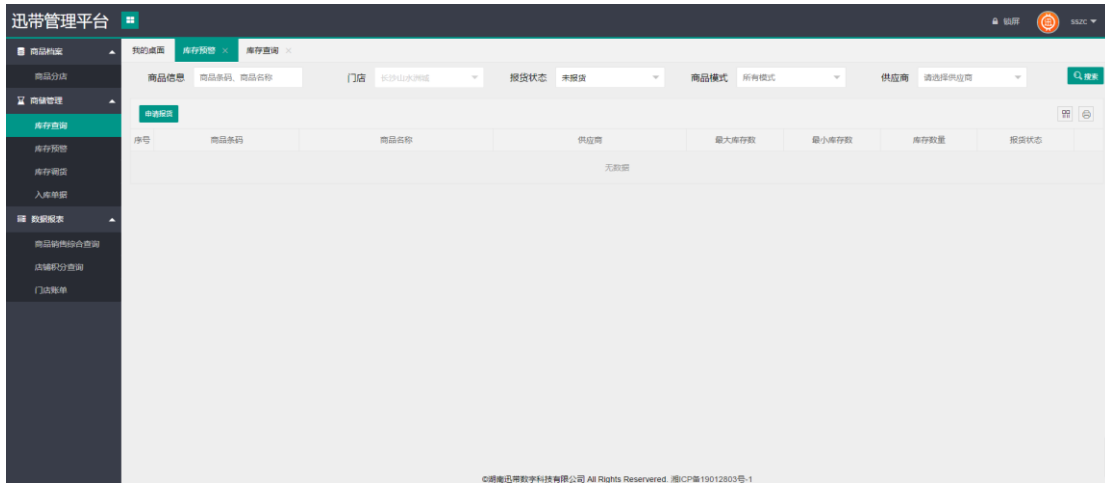 迅带管理平台
锁屏
sszc
商品档案
商品分店
商储管理
库存查询
库存预警
库存调货
入库单据
数据报表
商品销售综合查询
店铺积分查询
门店账单
我的桌面 库存预警 × 库存查询 ×
商品信息 商品条码、商品名称 门店 长沙山水洲城 报货状态 未报货 商品模式 所有模式 供应商 请选择供应商 搜索
申请报货
序号 商品条码 商品名称 供应商 最大库存数 最小库存数 库存数量 报货状态
无数据
©湖南迅带数字科技有限公司 All Rights Reservered. 湘ICP备19012803号-1